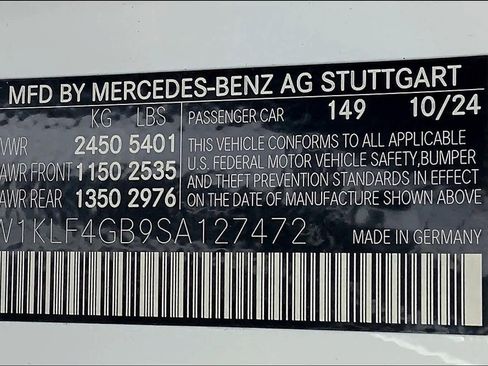 MFD BY MERCEDES-BENZ AG STUTTGART
KG LBS PASSENGER CAR 149 10/24
VWR 2450 5401 THIS VEHICLE CONFORMS TO ALL APPLICABLE
AWR FRONT 1150 2535 U.S. FEDERAL MOTOR VEHICLE SAFETY, BUMPER
AWR REAR 1350 2976 AND THEFT PREVENTION STANDARDS IN EFFECT
ON THE DATE OF MANUFACTURE SHOWN ABOVE
W1KLF4GB9SA127472 MADE IN GERMANY